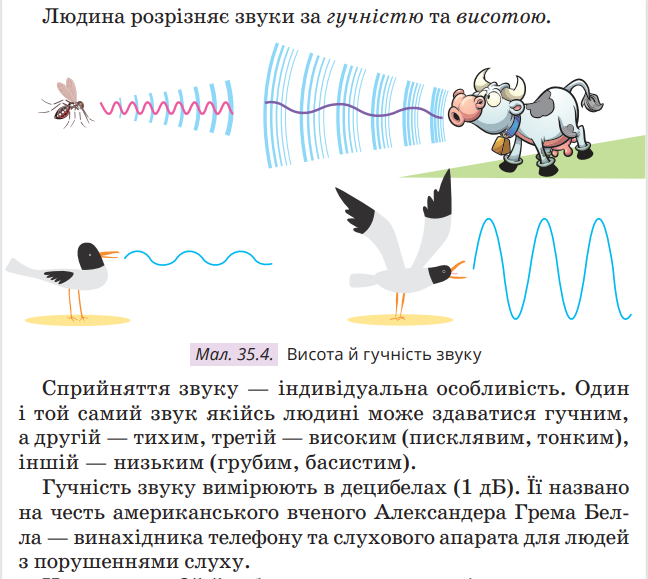 Людина розрізняє звуки за гучністю та висотою.
Мал. 35.4. Висота й гучність звуку
Сприйняття звуку — індивідуальна особливість. Один
і той самий звук якійсь людині може здаватися гучним,
а другій — тихим, третій — високим (писклявим, тонким),
іншій — низьким (грубим, басистим).
Гучність звуку вимірюють в децибелах (1 дБ). Її названо
на честь американського вченого Александера Грема Бел-
ла — винахідника телефону та слухового апарата для людей
з порушеннями слуху.